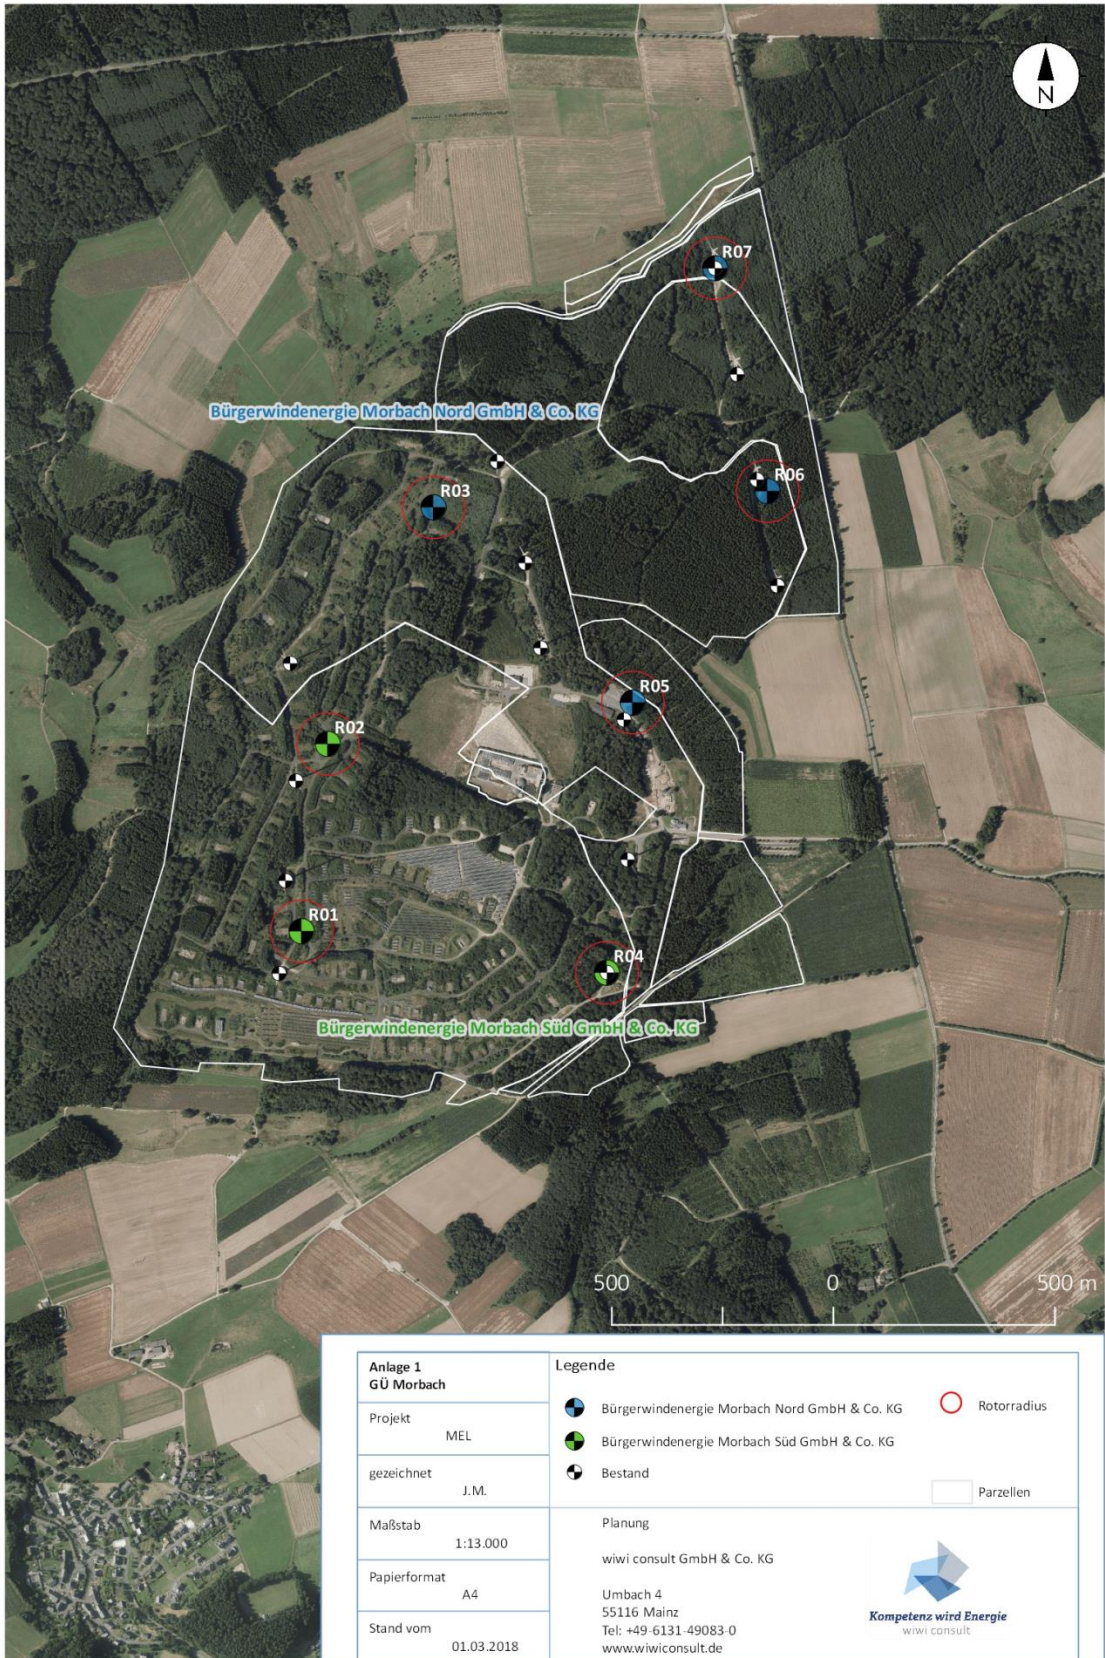 N
R07
Bürgerwindenergie Morbach Nord GmbH & Co. KG
R03
R06
R05
R02
R01
R04
Bürgerwindenergie Morbach Süd GmbH & Co. KG
500 0 500 m
Anlage 1
GÜ Morbach
Projekt
MEL
gezeichnet
J.M.
Maßstab
1:13.000
Papierformat
A4
Stand vom
01.03.2018
Legende
Bürgerwindenergie Morbach Nord GmbH & Co. KG
Rotorradius
Bürgerwindenergie Morbach Süd GmbH & Co. KG
Bestand
Parzellen
Planung
wiwi consult GmbH & Co. KG
Umbach 4
55116 Mainz
Tel: +49-6131-49083-0
www.wiwiconsult.de
Kompetenz wird Energie
wiwi consult